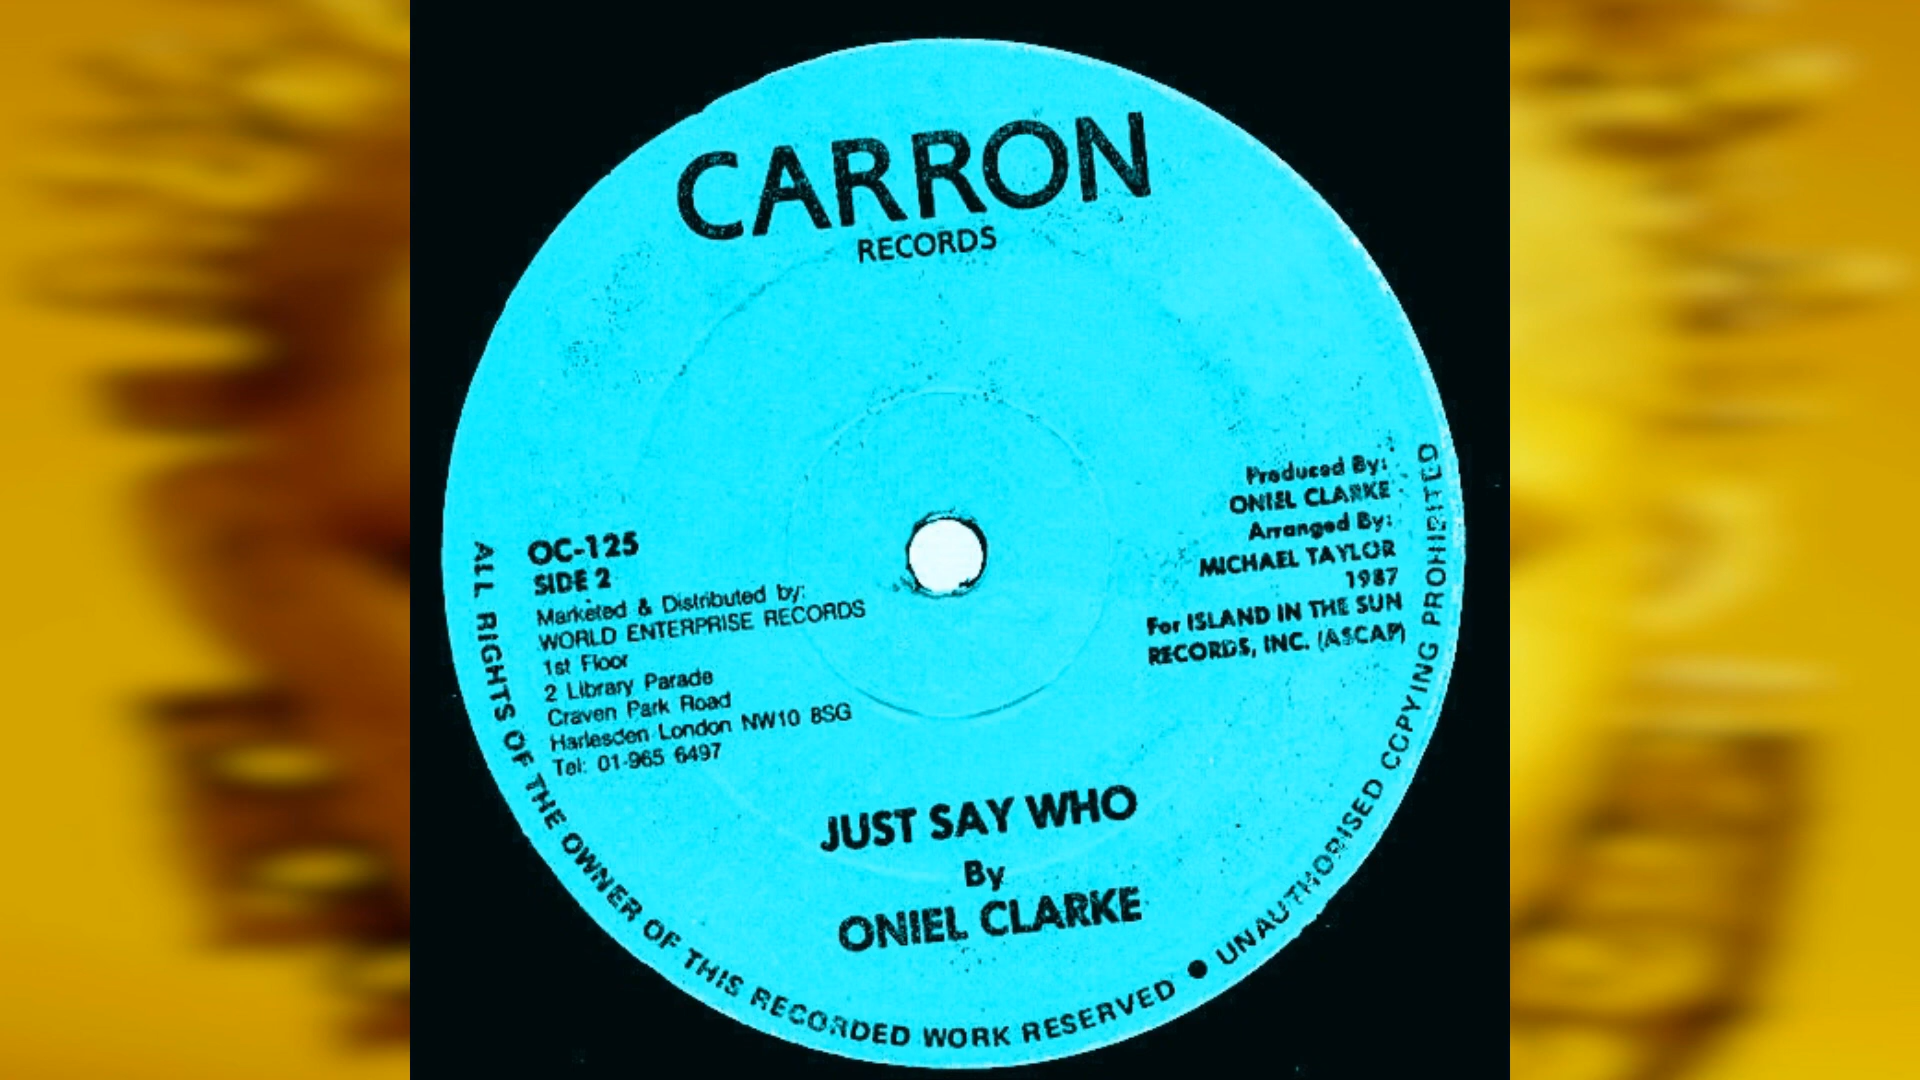 CARRON
RECORDS
OC-125
SIDE 2
Marketed & Distributed by:
WORLD ENTERPRISE RECORDS
1st Floor
2 Library Parade
Craven Park Road
Harlesden London NW10 8SG
Tel: 01-965 6497
Produced By:
ONIEL CLARKE
Arranged By:
MICHAEL TAYLOR
1987
For ISLAND IN THE SUN
RECORDS, INC. (ASCAP)
JUST SAY WHO
By
ONIEL CLARKE
ALL RIGHTS OF THE OWNER OF THIS RECORDED WORK RESERVED ● UNAUTHORISED COPYING PROHIBITED